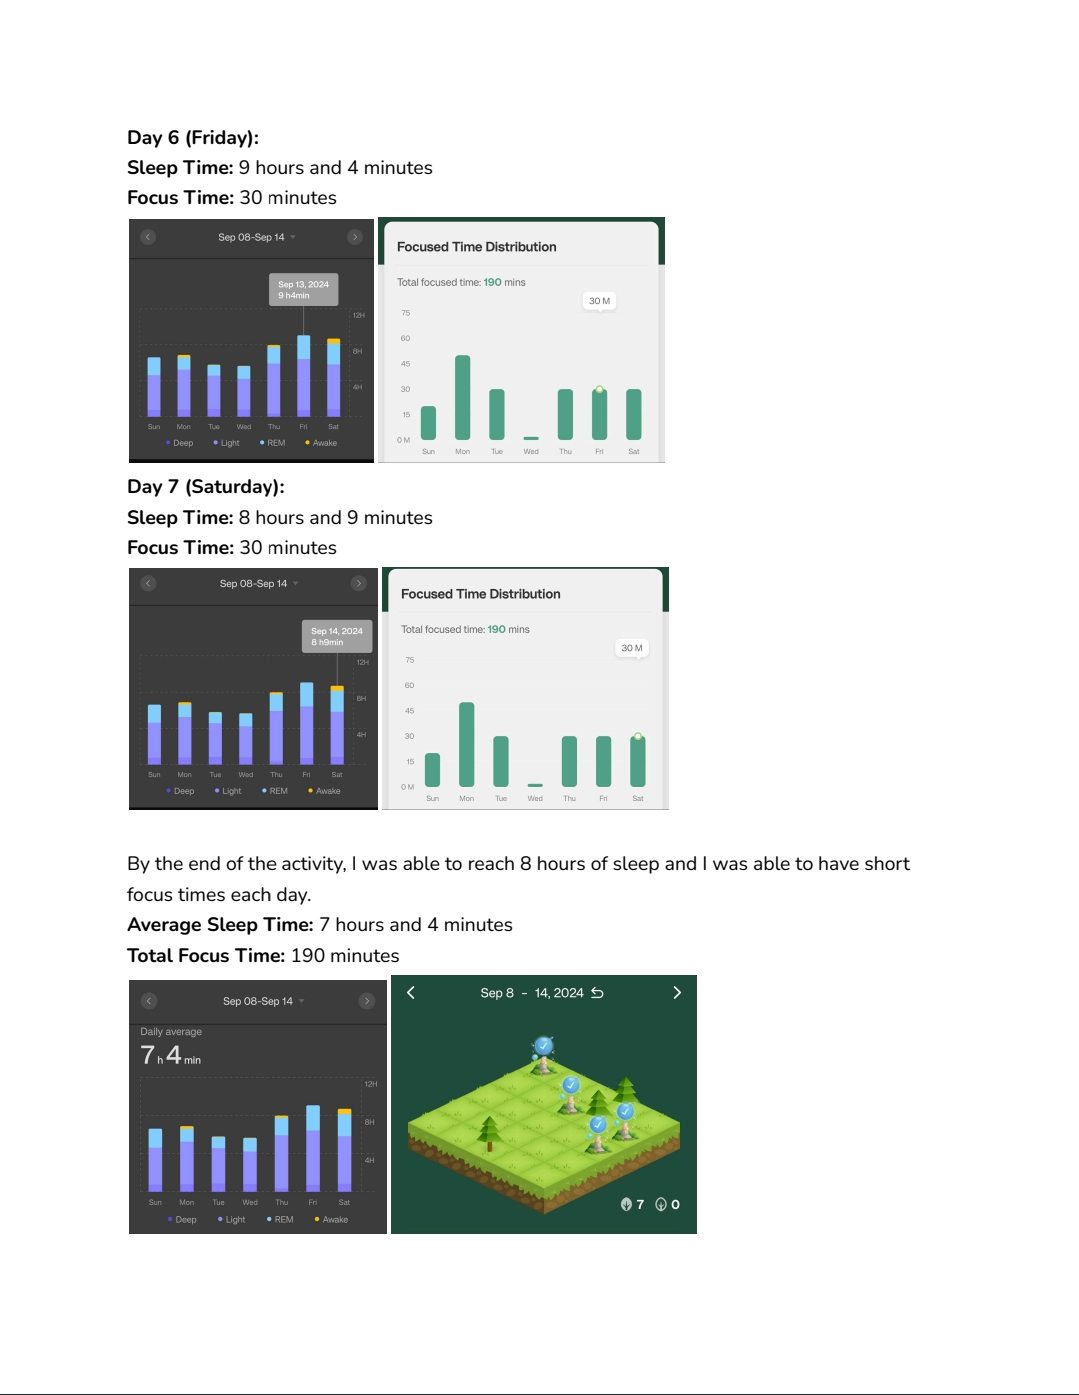 Day 6 (Friday):
Sleep Time: 9 hours and 4 minutes
Focus Time: 30 minutes
Sep 08-Sep 14
Sep 13, 2024
9 h4min
12H
8H
4H
Sun Mon Tue Wed Thu Fri Sat
Deep Light REM Awake
Focused Time Distribution
Total focused time: 190 mins
30 M
75
60
45
30
15
0 M
Sun Mon Tue Wed Thu Fri Sat
Day 7 (Saturday):
Sleep Time: 8 hours and 9 minutes
Focus Time: 30 minutes
Sep 08-Sep 14
Sep 14, 2024
8 h9min
12H
8H
4H
Sun Mon Tue Wed Thu Fri Sat
Deep Light REM Awake
Focused Time Distribution
Total focused time: 190 mins
30 M
75
60
45
30
15
0 M
Sun Mon Tue Wed Thu Fri Sat
By the end of the activity, I was able to reach 8 hours of sleep and I was able to have short
focus times each day.
Average Sleep Time: 7 hours and 4 minutes
Total Focus Time: 190 minutes
Sep 08-Sep 14
Daily average
7 h 4 min
12H
8H
4H
Sun Mon Tue Wed Thu Fri Sat
Deep Light REM Awake
Sep 8 - 14, 2024
7 0